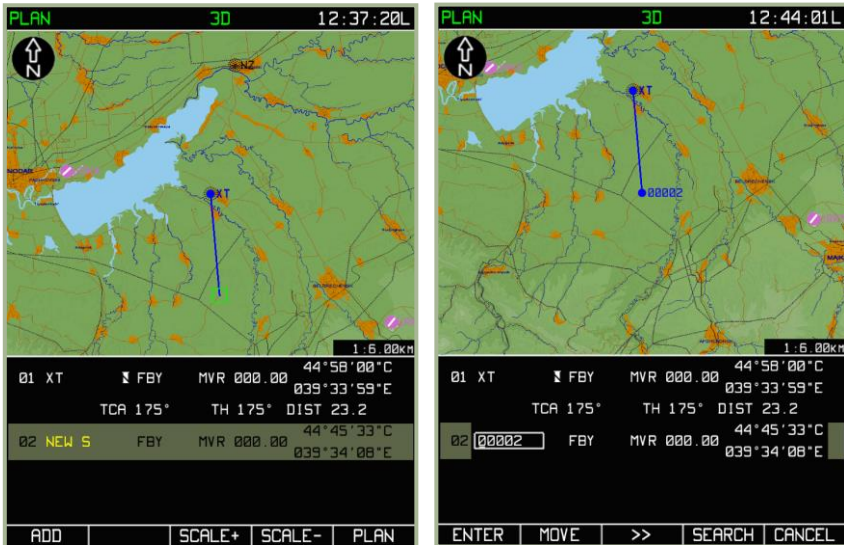 PLAN 3D 12:37:20L
N
NZ
XT
1:6.00КМ
01 XT FBY MVR 000.00 44°58'00"C
039°33'59"E
TCA 175° TH 175° DIST 23.2
02 NEW S FBY MVR 000.00 44°45'33"C
039°34'08"E
ADD SCALE+ SCALE- PLAN
PLAN 3D 12:44:01L
N
XT
00002
1:6.00КМ
01 XT FBY MVR 000.00 44°58'00"C
039°33'59"E
TCA 175° TH 175° DIST 23.2
02 00002 FBY MVR 000.00 44°45'33"C
039°34'08"E
ENTER MOVE >> SEARCH CANCEL